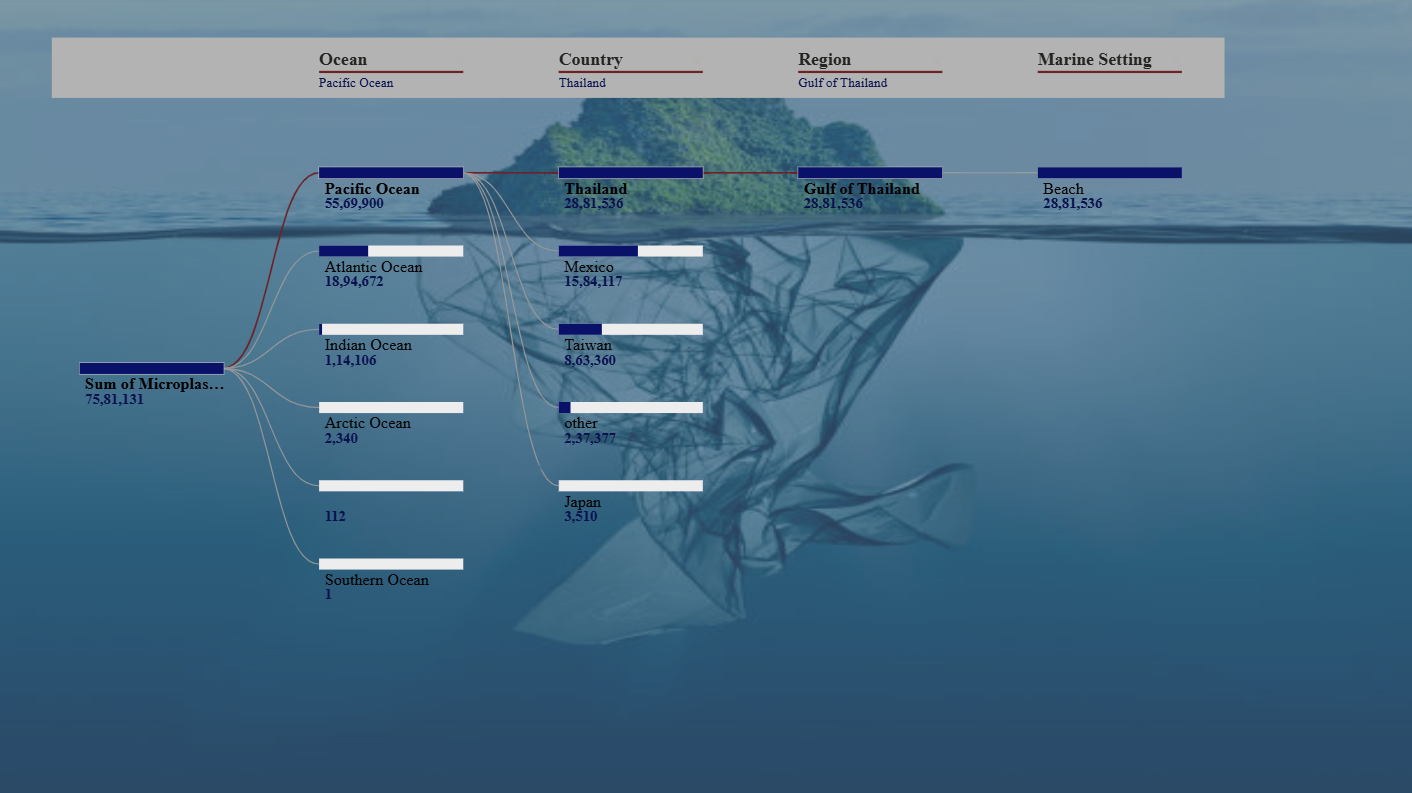 Ocean
Pacific Ocean
Country
Thailand
Region
Gulf of Thailand
Marine Setting
Sum of Microplas...
75,81,131
Pacific Ocean
55,69,900
Atlantic Ocean
18,94,672
Indian Ocean
1,14,106
Arctic Ocean
2,340
112
Southern Ocean
1
Thailand
28,81,536
Mexico
15,84,117
Taiwan
8,63,360
other
2,37,377
Japan
3,510
Gulf of Thailand
28,81,536
Beach
28,81,536